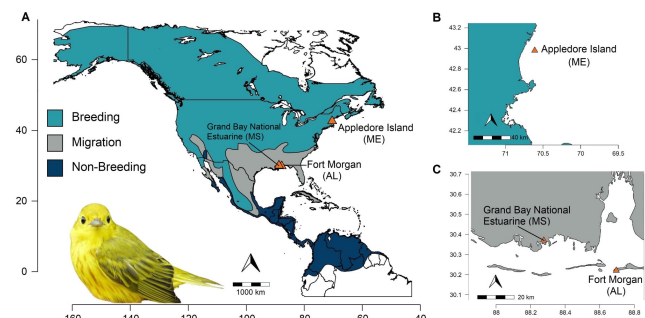 A
60
40
20
0
160
140
120
100
80
60
40
Breeding
Migration
Non-Breeding
Grand Bay National
Estuarine (MS)
Appledore Island
(ME)
Fort Morgan
(AL)
1000 km
B
43.2
43
42.8
42.6
42.4
42.2
Appledore Island
(ME)
40 km
71
70.5
70
69.5
C
30.7
30.6
30.5
30.4
30.3
30.2
30.1
Grand Bay National
Estuarine (MS)
Fort Morgan
(AL)
20 km
88
88.2
88.4
88.6
88.8